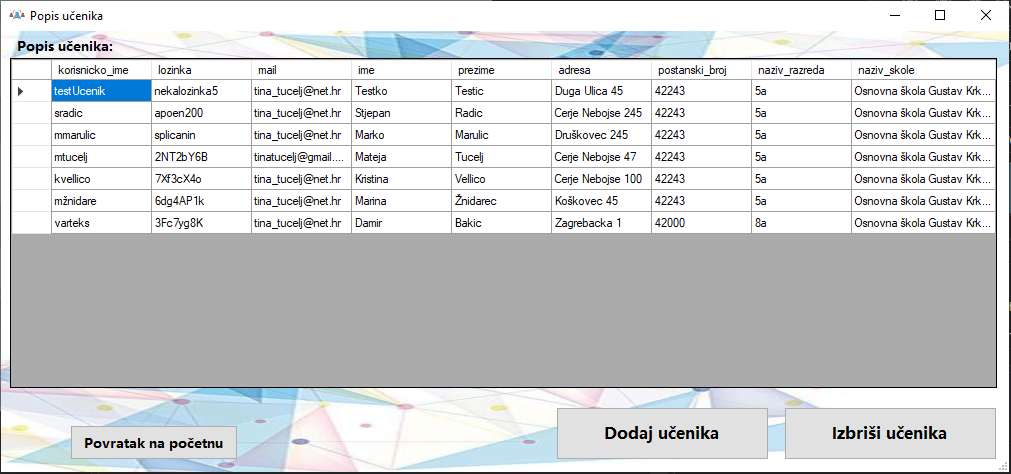 Popis učenika
Popis učenika:
korisnicko_ime lozinka mail ime prezime adresa postanski_broj naziv_razreda naziv_skole
testUcenik nekalozinka5 tina_tucelj@net.hr Testko Testic Duga Ulica 45 42243 5a Osnovna škola Gustav Krk...
sradic apoen200 tina_tucelj@net.hr Stjepan Radic Cerje Nebojse 245 42243 5a Osnovna škola Gustav Krk...
mmarulic splicanin tina_tucelj@net.hr Marko Marulic Druškovec 245 42243 5a Osnovna škola Gustav Krk...
mtucelj 2NT2bY6B tinatucelj@gmail.... Mateja Tucelj Cerje Nebojse 47 42243 5a Osnovna škola Gustav Krk...
kvellico 7Xf3cX4o tina_tucelj@net.hr Kristina Vellico Cerje Nebojse 100 42243 5a Osnovna škola Gustav Krk...
mžnidare 6dg4AP1k tina_tucelj@net.hr Marina Žnidarec Koškovec 45 42243 5a Osnovna škola Gustav Krk...
varteks 3Fc7yg8K tina_tucelj@net.hr Damir Bakic Zagrebacka 1 42000 8a Osnovna škola Gustav Krk...
Povratak na početnu Dodaj učenika Izbriši učenika